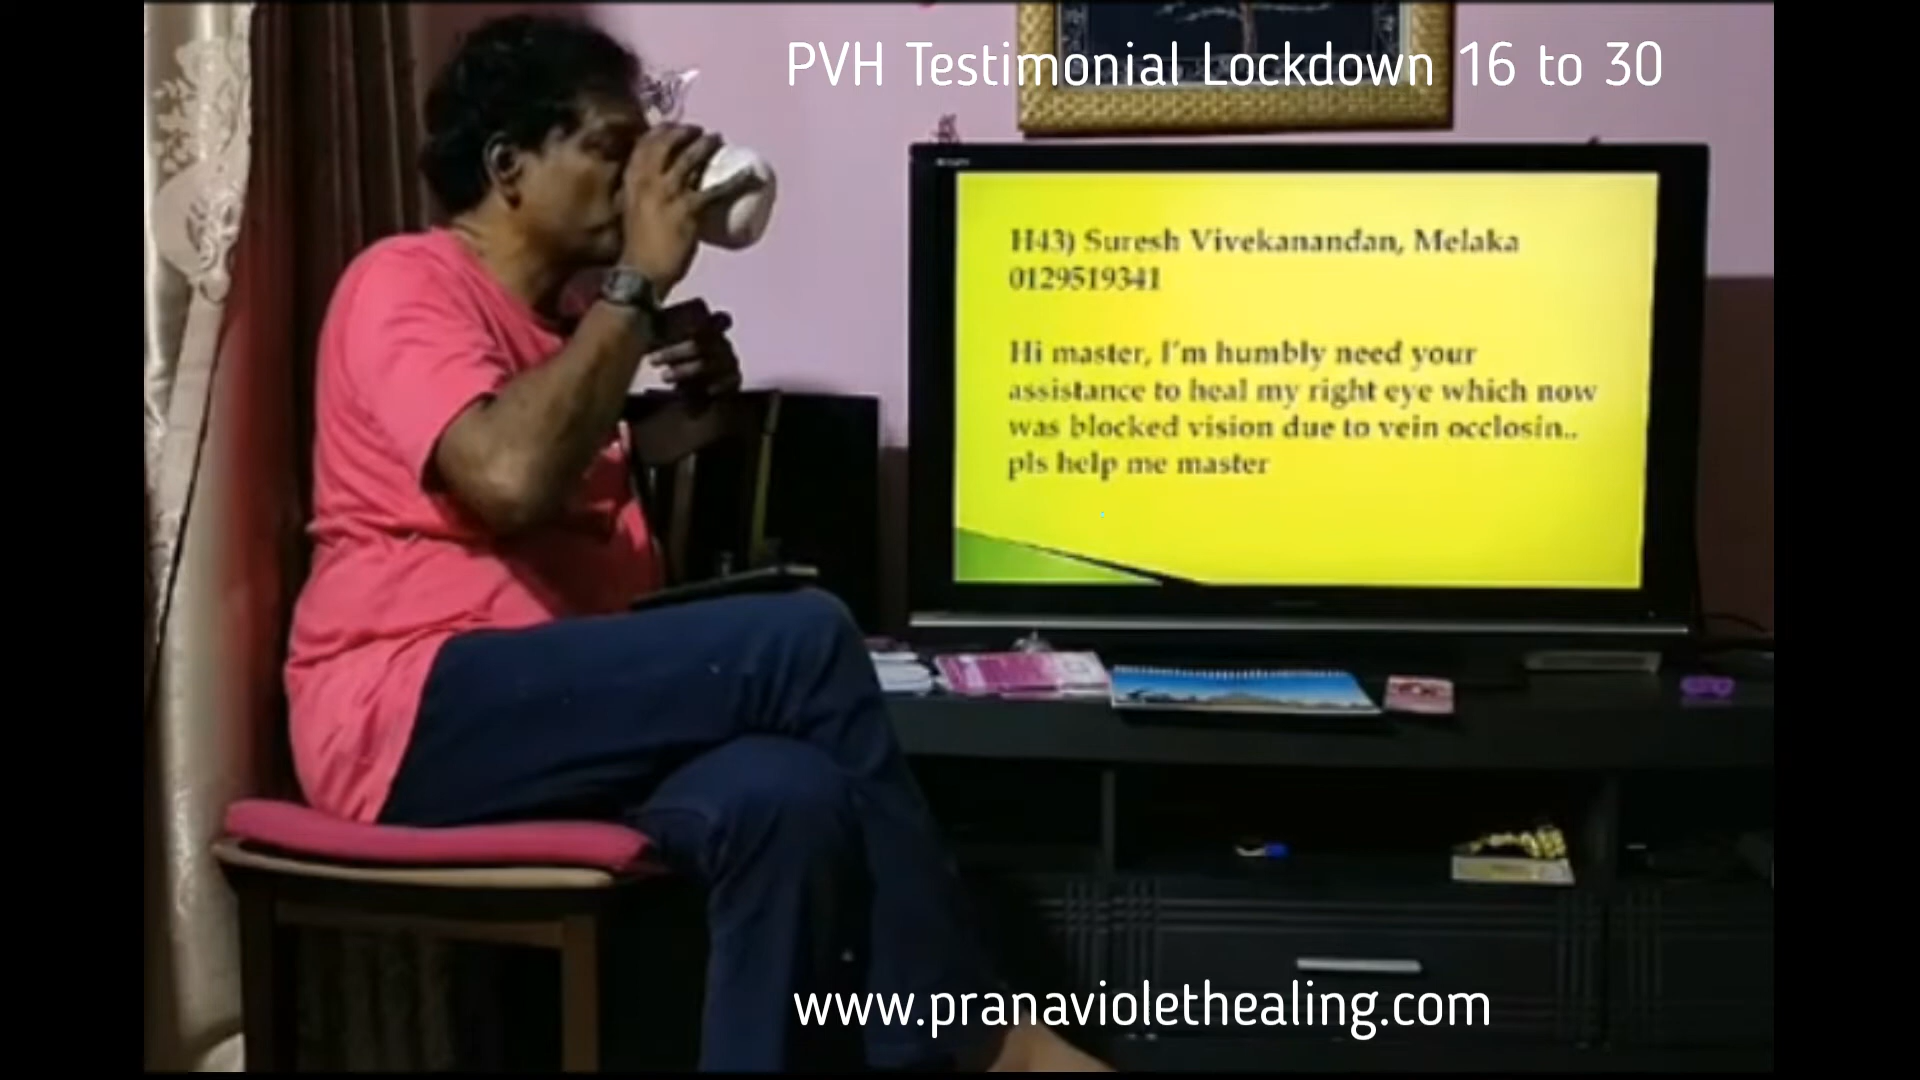 PVH Testimonial Lockdown 16 to 30
H43) Suresh Vivekanandan, Melaka
0129519341
Hi master, I'm humbly need your
assistance to heal my right eye which now
was blocked vision due to vein occlosin..
pls help me master
www.pranaviolethealing.com